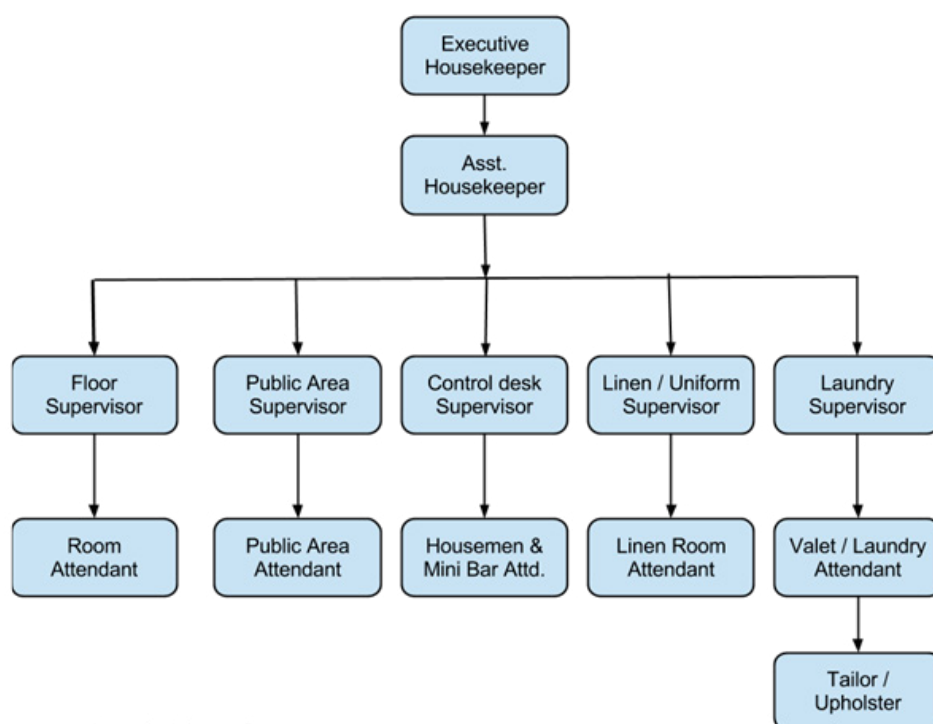 Executive
Housekeeper
Asst.
Housekeeper
Floor
Supervisor
Public Area
Supervisor
Control desk
Supervisor
Linen / Uniform
Supervisor
Laundry
Supervisor
Room
Attendant
Public Area
Attendant
Housemen &
Mini Bar Attd.
Linen Room
Attendant
Valet / Laundry
Attendant
Tailor /
Upholster